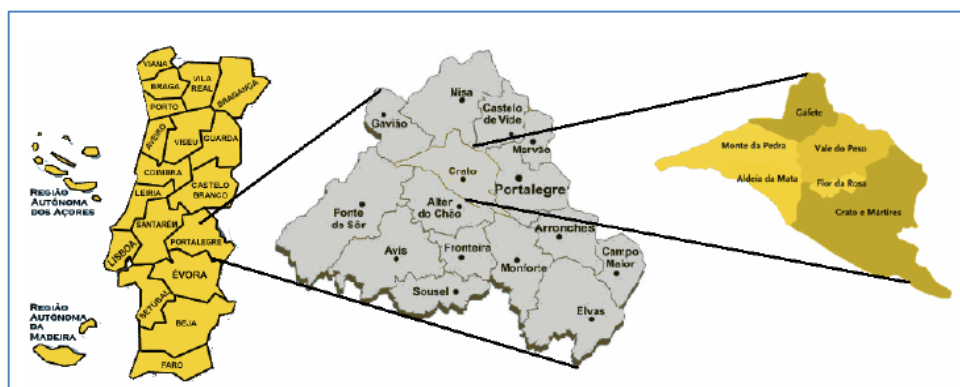 VIANA
BRAGA
VILA
REAL
BRAGANÇA
PORTO
AVEIRO
VISEU
GUARDA
COIMBRA
CASTELO
BRANCO
LEIRIA
SANTARÉM
LISBOA
PORTALEGRE
ÉVORA
SETÚBAL
BEJA
FARO
REGIÃO
AUTÓNOMA
DOS AÇORES
REGIÃO
AUTÓNOMA
DA
MADEIRA
Nisa
Gavião
Castelo
de Vide
Marvão
Crato
Portalegre
Alter
do Chão
Ponte
de Sôr
Arronches
Avis
Fronteira
Monforte
Campo
Maior
Sousel
Elvas
Gáfete
Monte da Pedra
Vale do Peso
Aldeia da Mata
Flor da Rosa
Crato e Mártires